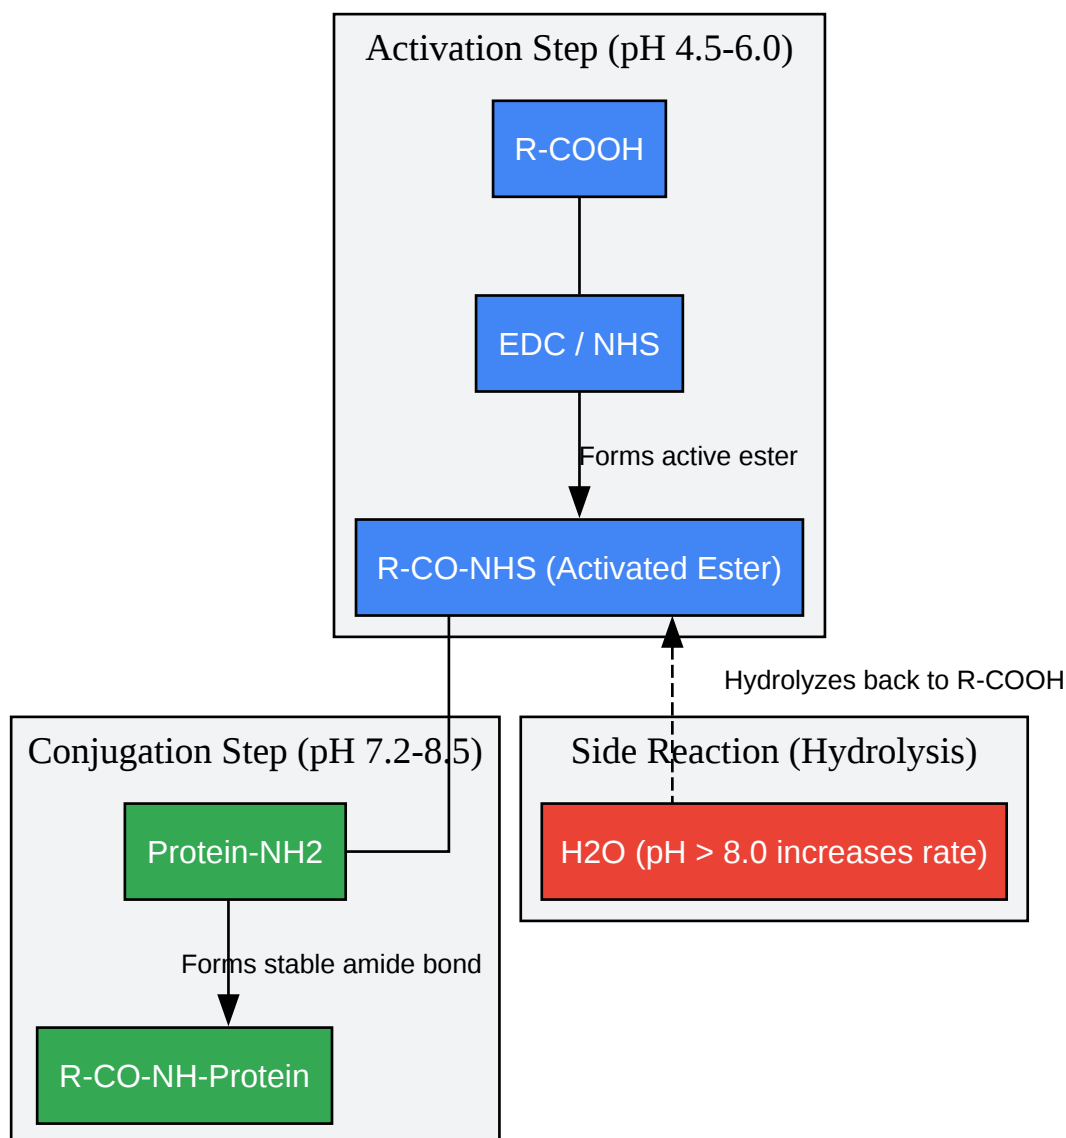 Activation Step (pH 4.5-6.0)
R-COOH
EDC / NHS
Forms active ester
R-CO-NHS (Activated Ester)
Hydrolyzes back to R-COOH
Conjugation Step (pH 7.2-8.5)
Protein-NH2
Forms stable amide bond
R-CO-NH-Protein
Side Reaction (Hydrolysis)
H2O (pH > 8.0 increases rate)